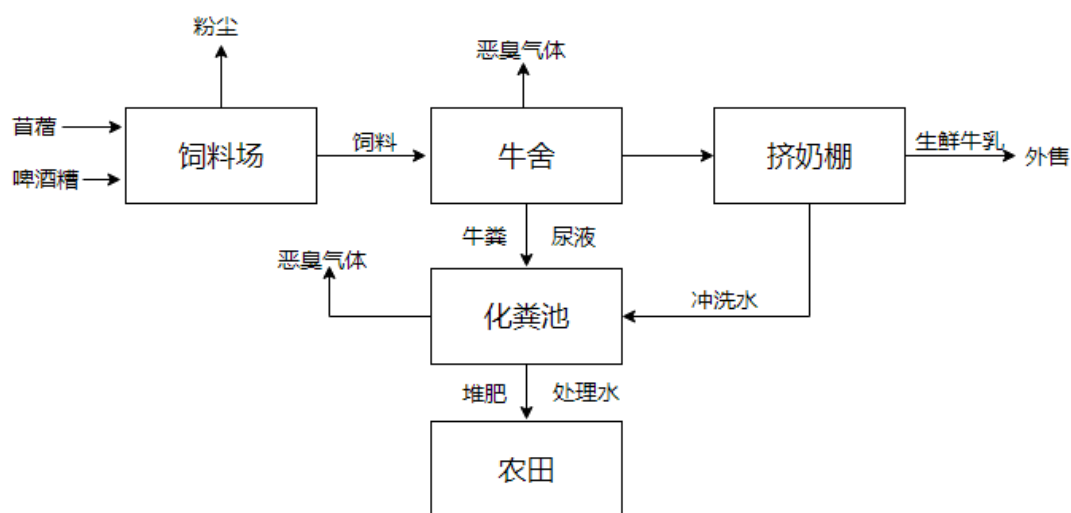 粉尘
恶臭气体
苜蓿
啤酒糟
饲料场
饲料
牛舍
挤奶棚
生鲜牛乳
外售
牛粪
尿液
恶臭气体
化粪池
冲洗水
堆肥
处理水
农田